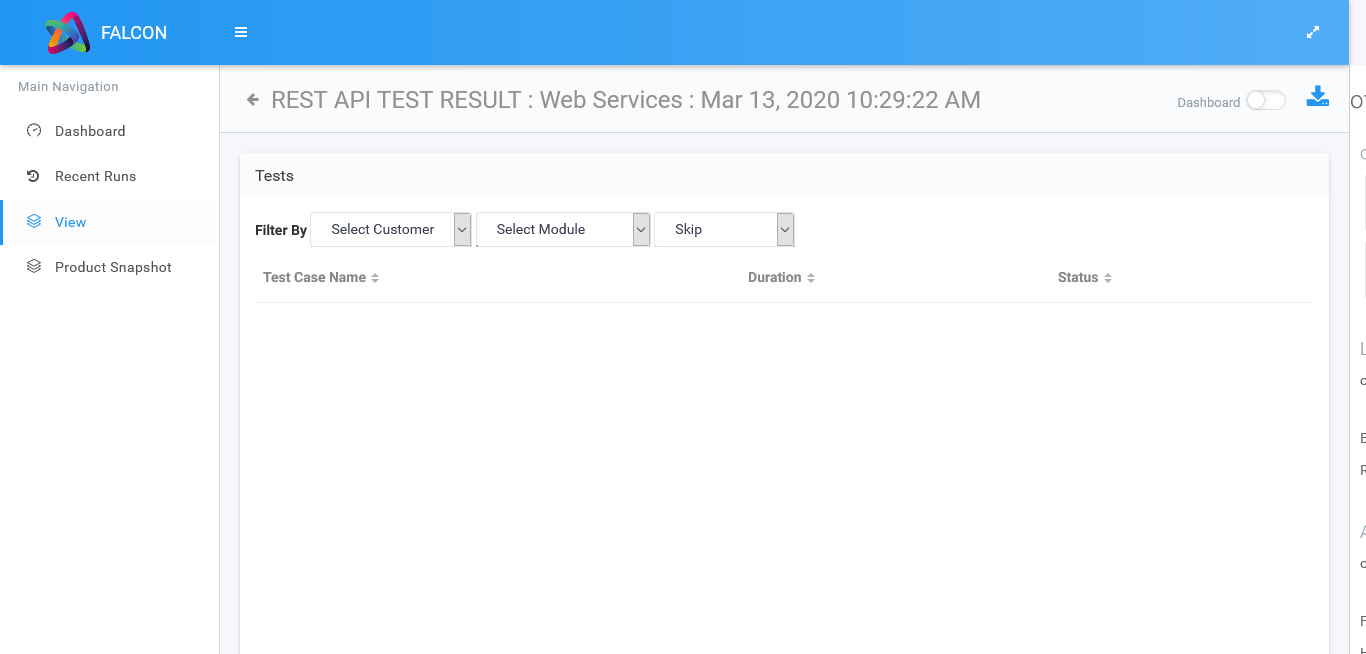 FALCON
Main Navigation
Dashboard
Recent Runs
View
Product Snapshot
REST API TEST RESULT : Web Services : Mar 13, 2020 10:29:22 AM
Dashboard
Tests
Filter By Select Customer Select Module Skip
Test Case Name Duration Status